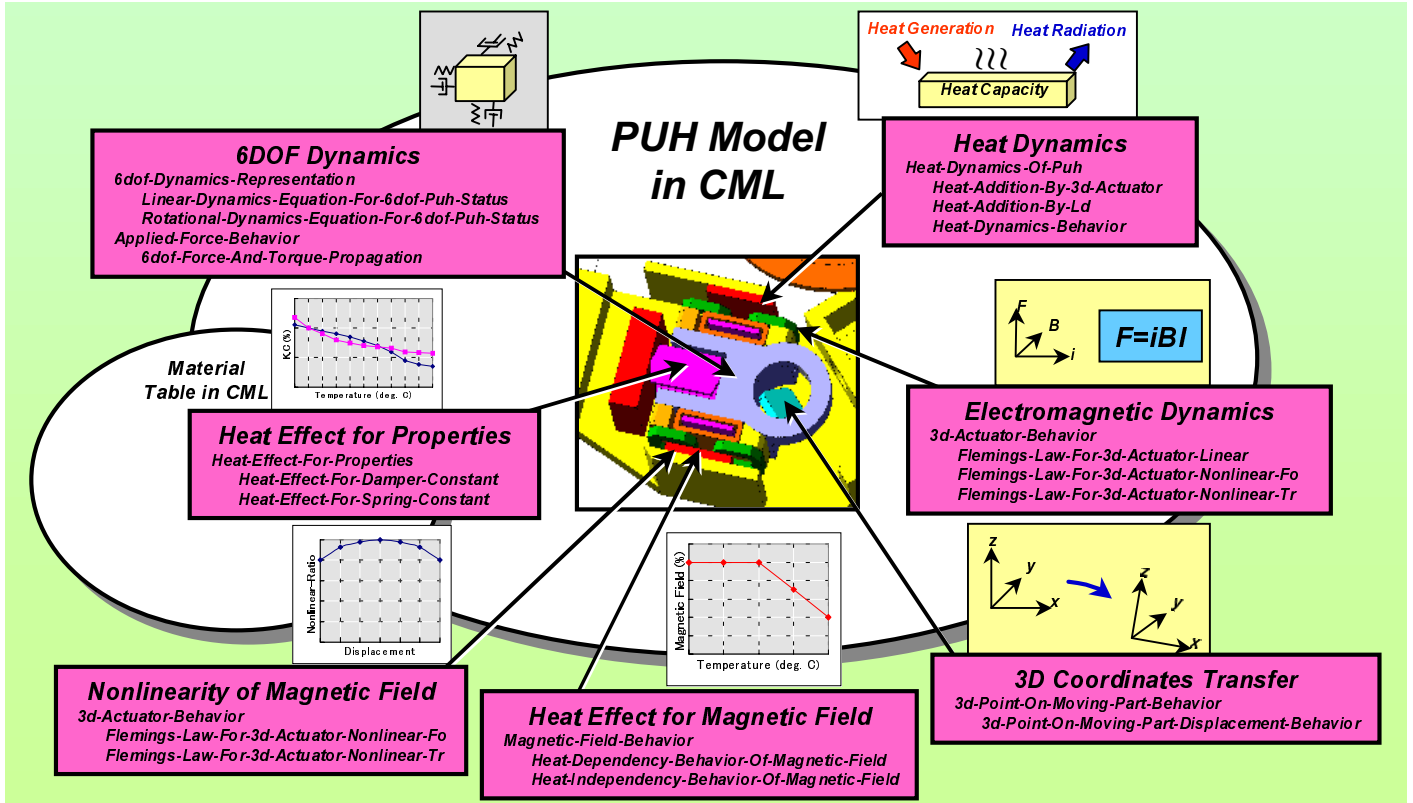 PUH Model
in CML
6DOF Dynamics
6dof-Dynamics-Representation
Linear-Dynamics-Equation-For-6dof-Puh-Status
Rotational-Dynamics-Equation-For-6dof-Puh-Status
Applied-Force-Behavior
6dof-Force-And-Torque-Propagation
Heat Generation
Heat Radiation
Heat Capacity
Heat Dynamics
Heat-Dynamics-Of-Puh
Heat-Addition-By-3d-Actuator
Heat-Addition-By-Ld
Heat-Dynamics-Behavior
Material
Table in CML
K,C (%)
Temperature (deg. C)
Heat Effect for Properties
Heat-Effect-For-Properties
Heat-Effect-For-Damper-Constant
Heat-Effect-For-Spring-Constant
F
B
i
F=iBl
Electromagnetic Dynamics
3d-Actuator-Behavior
Flemings-Law-For-3d-Actuator-Linear
Flemings-Law-For-3d-Actuator-Nonlinear-Fo
Flemings-Law-For-3d-Actuator-Nonlinear-Tr
Nonlinear-Ratio
Displacement
Nonlinearity of Magnetic Field
3d-Actuator-Behavior
Flemings-Law-For-3d-Actuator-Nonlinear-Fo
Flemings-Law-For-3d-Actuator-Nonlinear-Tr
Magnetic Field (%)
Temperature (deg. C)
Heat Effect for Magnetic Field
Magnetic-Field-Behavior
Heat-Dependency-Behavior-Of-Magnetic-Field
Heat-Independency-Behavior-Of-Magnetic-Field
z
y
x
z
y
x
3D Coordinates Transfer
3d-Point-On-Moving-Part-Behavior
3d-Point-On-Moving-Part-Displacement-Behavior